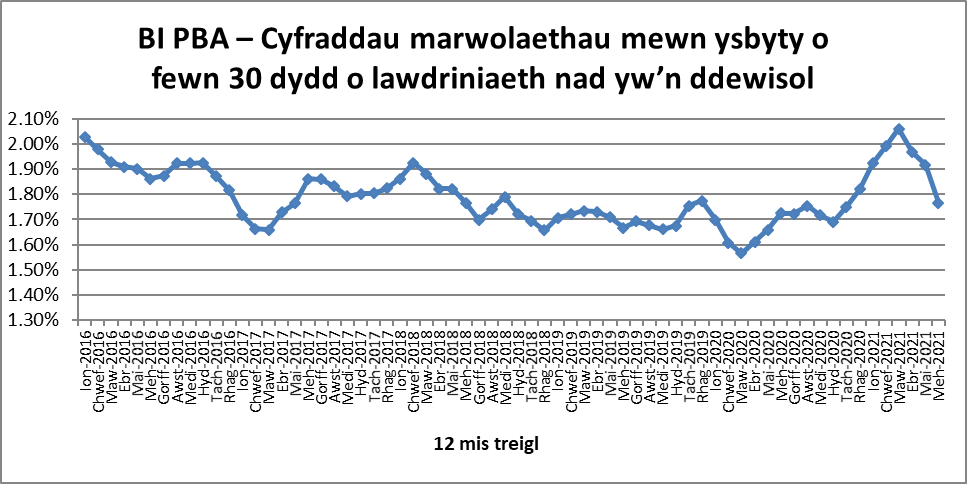 BI PBA – Cyfraddau marwolaethau mewn ysbyty o
fewn 30 dydd o lawdriniaeth nad yw’n ddewisol
2.10%
2.00%
1.90%
1.80%
1.70%
1.60%
1.50%
1.40%
1.30%
Ion-2016
Chwef-2016
Maw-2016
Ebr-2016
Mai-2016
Meh-2016
Gorff-2016
Awst-2016
Medi-2016
Hyd-2016
Tach-2016
Rhag-2016
Ion-2017
Chwef-2017
Maw-2017
Ebr-2017
Mai-2017
Meh-2017
Gorff-2017
Awst-2017
Medi-2017
Hyd-2017
Tach-2017
Rhag-2017
Ion-2018
Chwef-2018
Maw-2018
Ebr-2018
Mai-2018
Meh-2018
Gorff-2018
Awst-2018
Medi-2018
Hyd-2018
Tach-2018
Rhag-2018
Ion-2019
Chwef-2019
Maw-2019
Ebr-2019
Mai-2019
Meh-2019
Gorff-2019
Awst-2019
Medi-2019
Hyd-2019
Tach-2019
Rhag-2019
Ion-2020
Chwef-2020
Maw-2020
Ebr-2020
Mai-2020
Meh-2020
Gorff-2020
Awst-2020
Medi-2020
Hyd-2020
Tach-2020
Rhag-2020
Ion-2021
Chwef-2021
Maw-2021
Ebr-2021
Mai-2021
Meh-2021
12 mis treigl